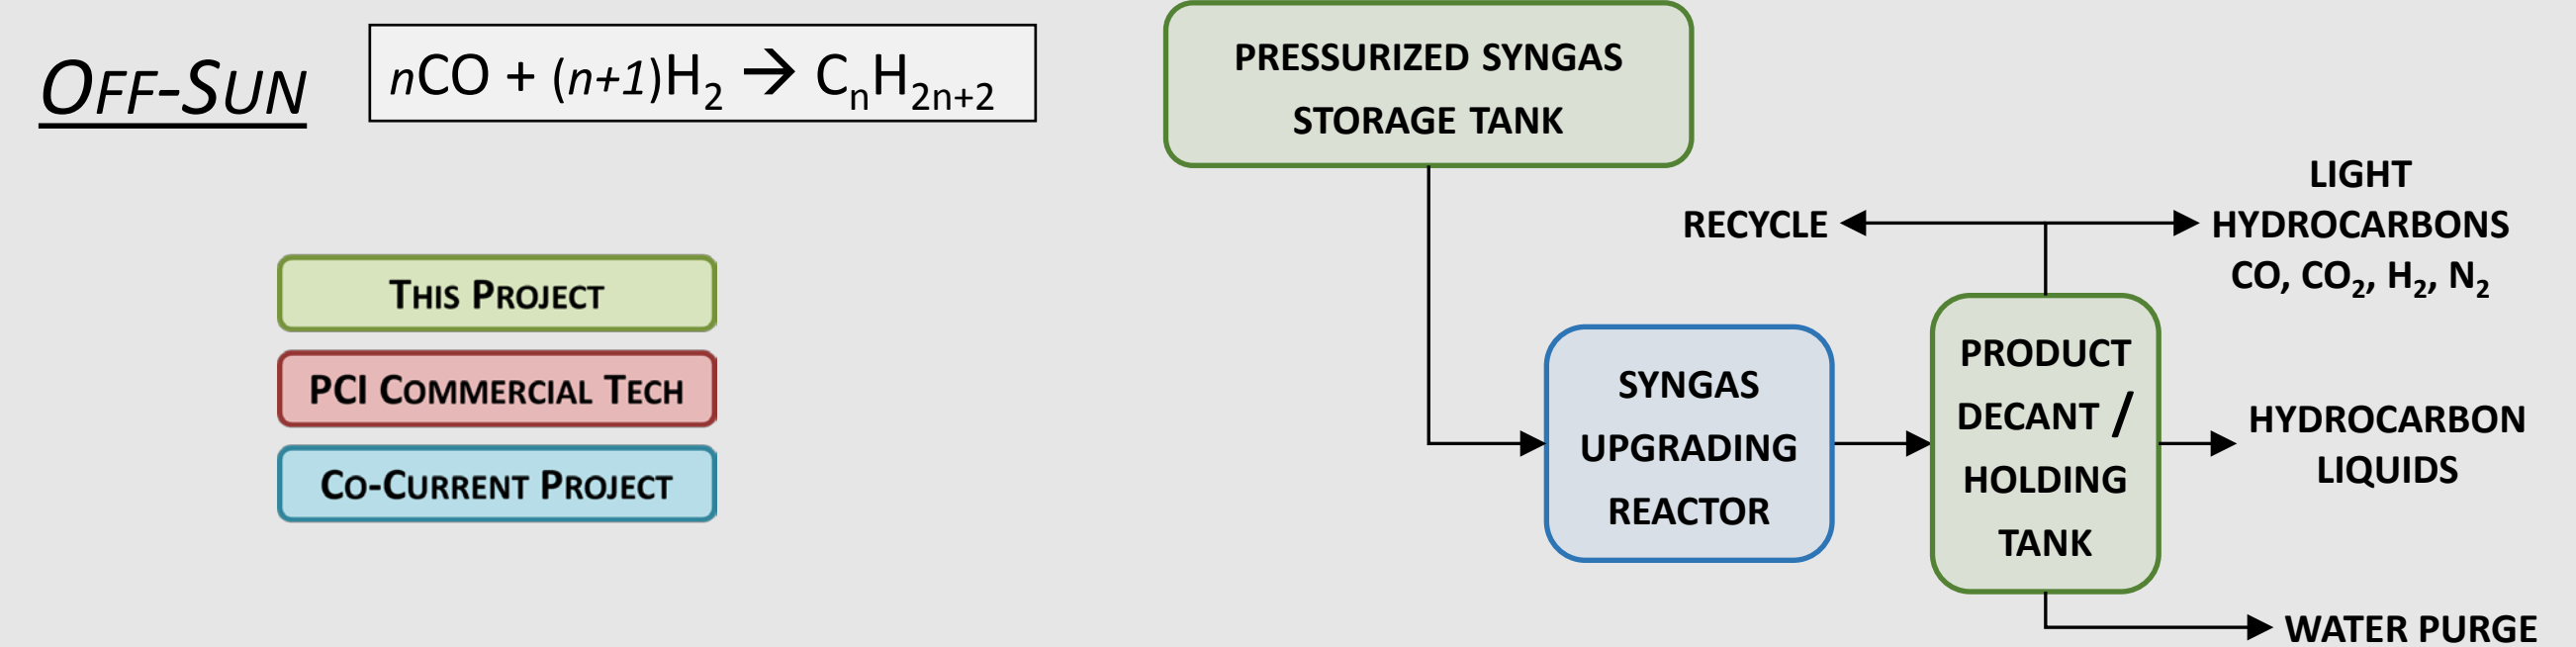 OFF-SUN
nCO + (n+1)H₂ → CₙH₂ₙ₊₂
PRESSURIZED SYNGAS
STORAGE TANK
THIS PROJECT
PCI COMMERCIAL TECH
CO-CURRENT PROJECT
RECYCLE
LIGHT
HYDROCARBONS
CO, CO₂, H₂, N₂
SYNGAS
UPGRADING
REACTOR
PRODUCT
DECANT /
HOLDING
TANK
HYDROCARBON
LIQUIDS
WATER PURGE